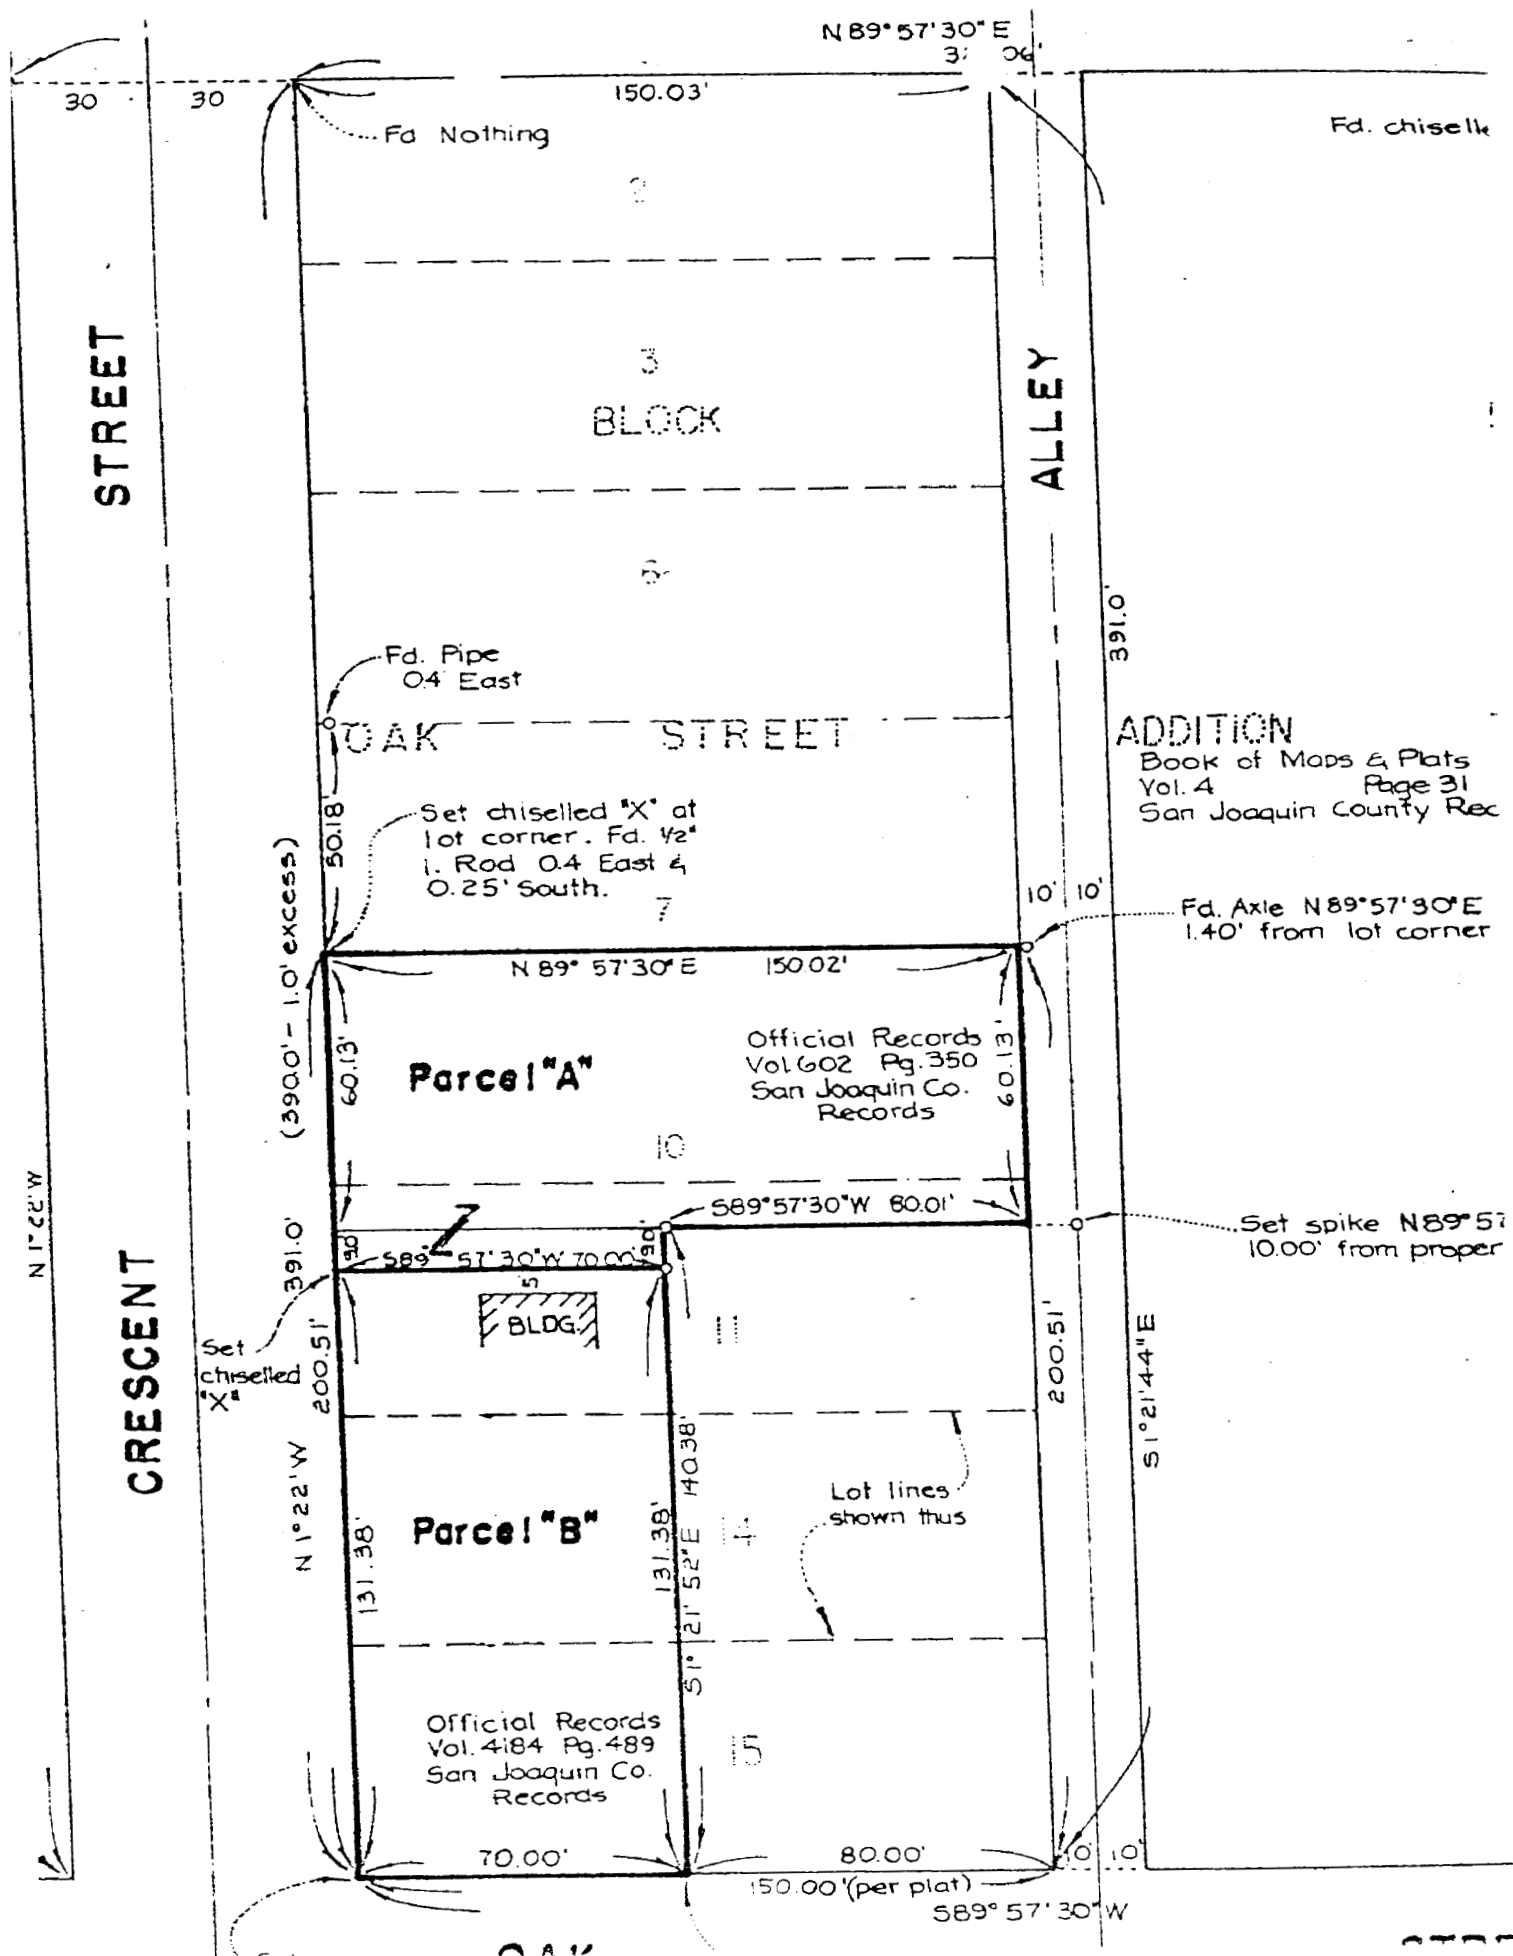 N 89° 57' 30" E
30
30
150.03'
Fd Nothing
Fd.
2
STREET
3
BLOCK
ALLEY
6
391.0'
Fd. Pipe
0.4' East
OAK STREET ADDITION
Book of Maps & Plats
Vol. 4 Page 31
San Joaquin County Rec
50.18'
Set chiselled "X" at
lot corner. Fd. 1/2"
I. Rod 0.4 East &
0.25' South.
7
(390.0' - 1.0' excess)
10' 10'
Fd. Axle N 89° 57' 30" E
1.40' from lot corner
N 89° 57' 30" E 150.02'
60.13'
Parcel "A"
Official Records
Vol. 602 Pg. 350
San Joaquin Co.
Records
60.13'
10
N 1° 22' W
S 89° 57' 30" W 80.01'
Set spike N 89° 57
10.00' from proper
391.0'
9.0'
9.0'
S 89° 57' 30" W 70.00'
5'
BLDG.
11
CRESCENT
Set
chiselled
"X"
200.51'
200.51'
S 1° 21' 44" E
N 1° 22' W
131.38'
Parcel "B"
131.38'
S 1° 21' 52" E 140.38'
14
Lot lines
shown thus
Official Records
Vol. 4184 Pg. 489
San Joaquin Co.
Records
15
70.00'
80.00'
10'
150.00' (per plat)
S 89° 57' 30" W
OAK